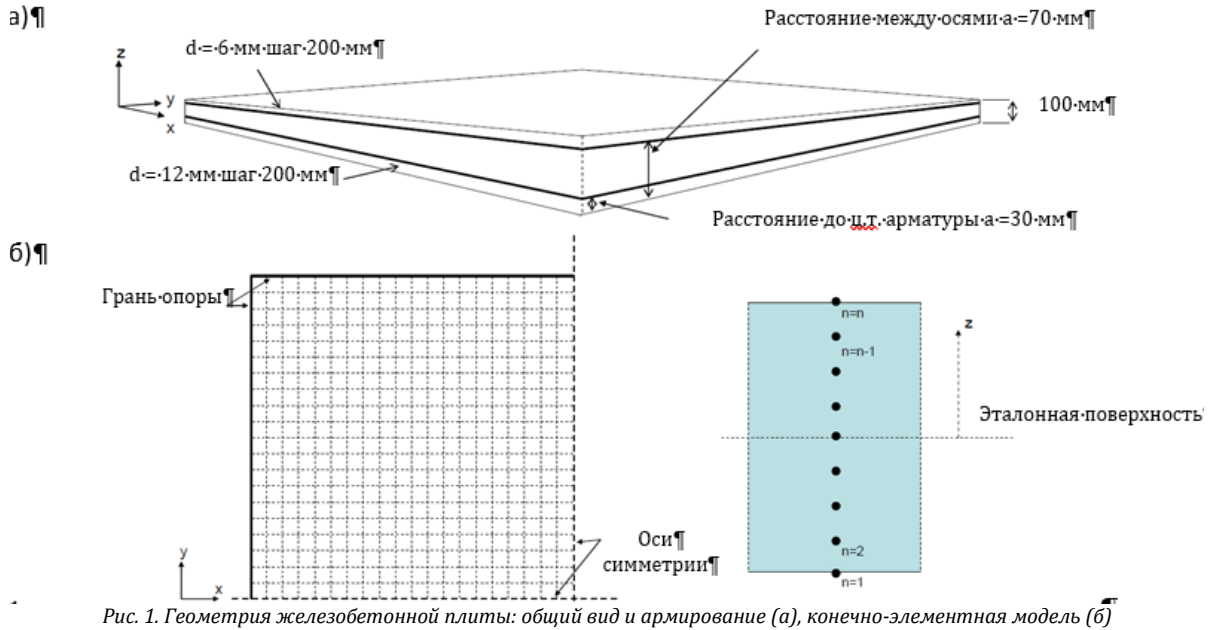 а)¶
d·=·6·мм·шаг·200·мм¶
Расстояние·между·осями·а·=70·мм¶
z
y
x
100·мм¶
d·=·12·мм·шаг·200·мм¶
Расстояние·до·ц.т.·арматуры·а·=30·мм¶
б)¶
Грань·опоры¶
n=n
n=n-1
z
Эталонная·поверхность
Оси¶
симметрии¶
n=2
n=1
y
x
¶
Рис. 1. Геометрия железобетонной плиты: общий вид и армирование (а), конечно-элементная модель (б)